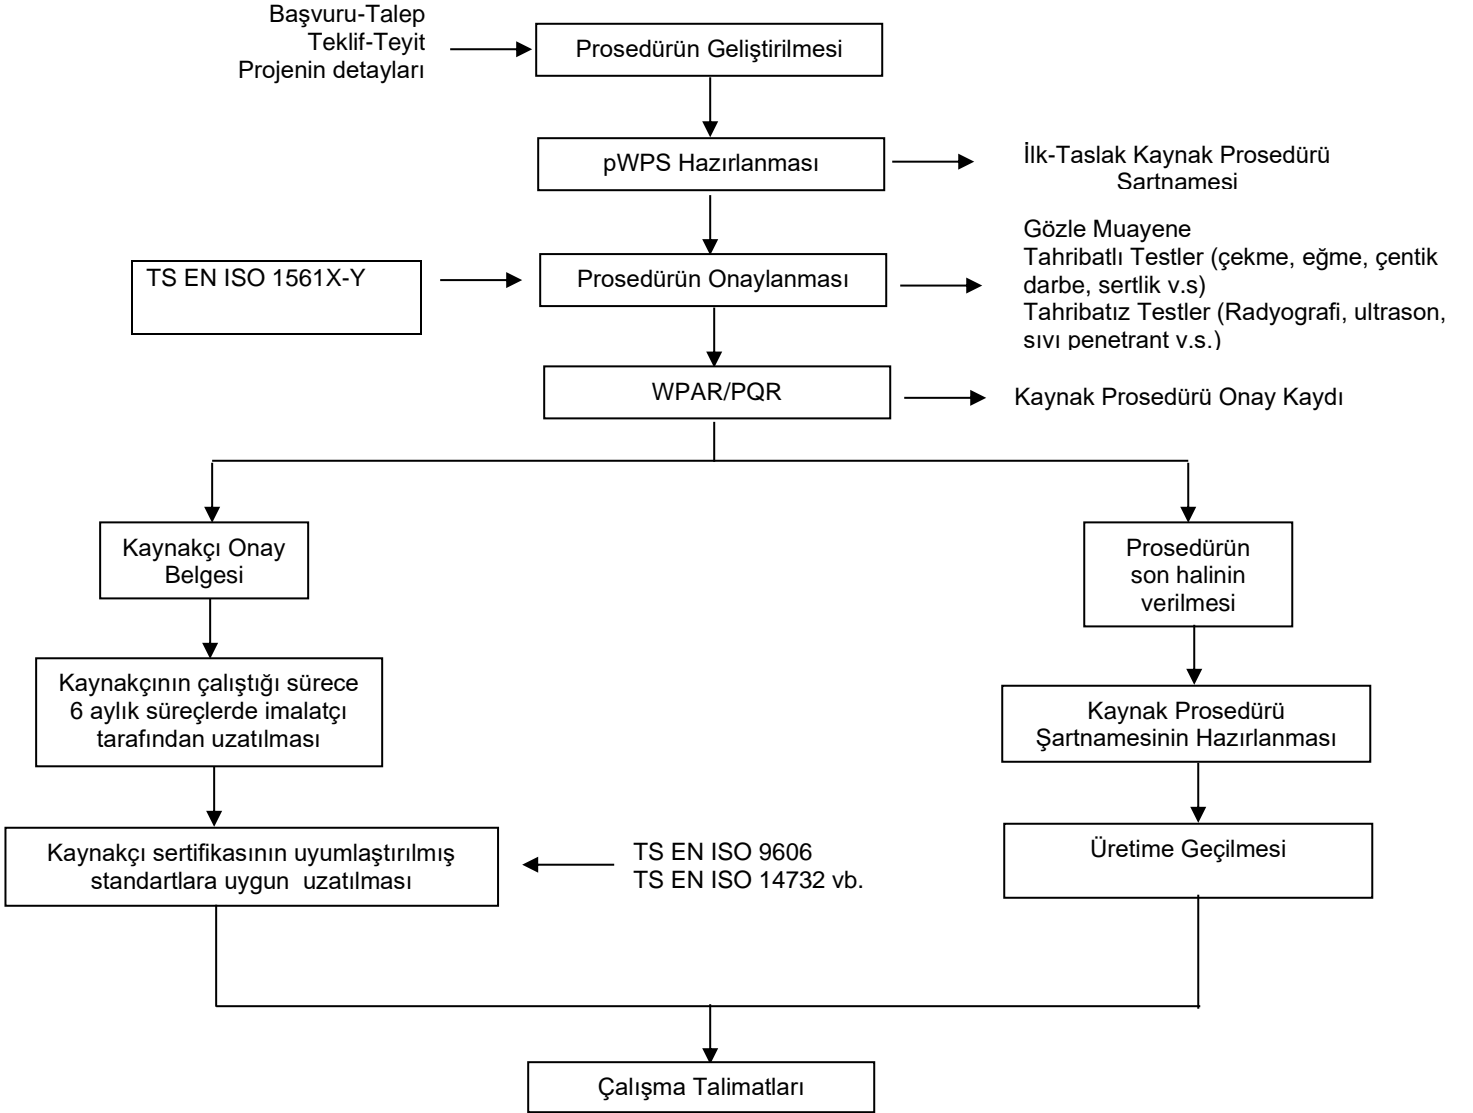 Başvuru-Talep
Teklif-Teyit
Projenin detayları
Prosedürün Geliştirilmesi
pWPS Hazırlanması
İlk-Taslak Kaynak Prosedürü
Şartnamesi
TS EN ISO 1561X-Y
Prosedürün Onaylanması
Gözle Muayene
Tahribatlı Testler (çekme, eğme, çentik
darbe, sertlik v.s)
Tahribatız Testler (Radyografi, ultrason,
sıvı penetrant v.s.)
WPAR/PQR
Kaynak Prosedürü Onay Kaydı
Kaynakçı Onay
Belgesi
Kaynakçının çalıştığı sürece
6 aylık süreçlerde imalatçı
tarafından uzatılması
Kaynakçı sertifikasının uyumlaştırılmış
standartlara uygun  uzatılması
TS EN ISO 9606
TS EN ISO 14732 vb.
Prosedürün
son halinin
verilmesi
Kaynak Prosedürü
Şartnamesinin Hazırlanması
Üretime Geçilmesi
Çalışma Talimatları